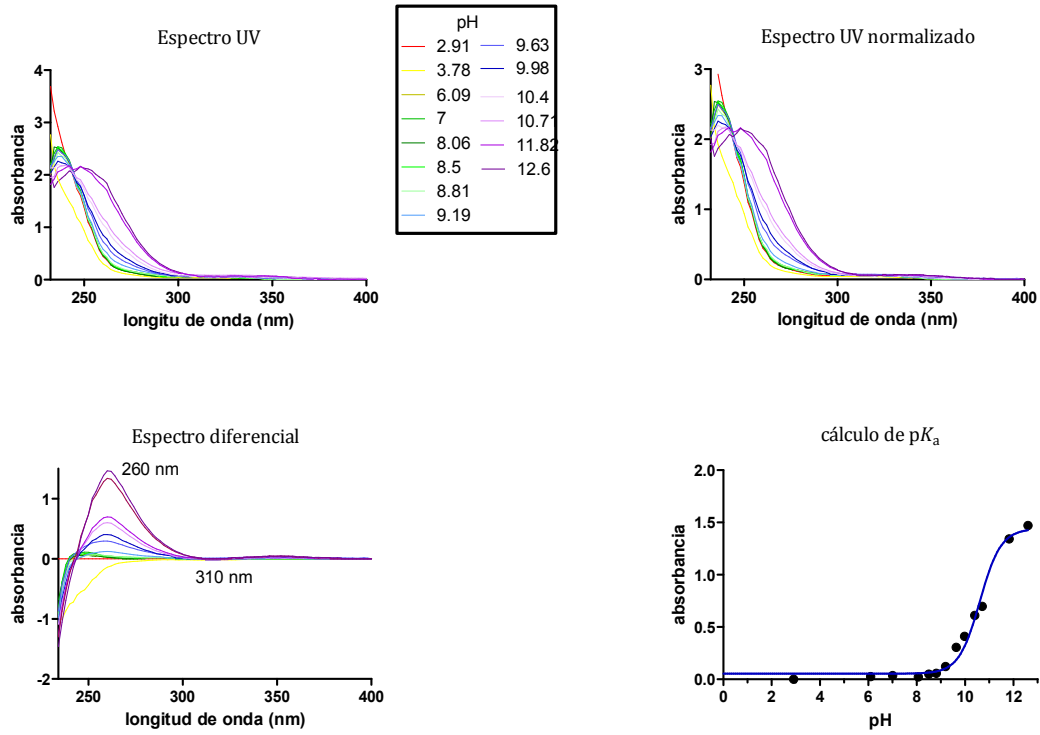 Espectro UV
4
3
2
1
0
absorbancia
250 300 350 400
longitu de onda (nm)
pH
2.91 9.63
3.78 9.98
6.09 10.4
7 10.71
8.06 11.82
8.5 12.6
8.81
9.19
Espectro UV normalizado
3
2
1
0
absorbancia
250 300 350 400
longitud de onda (nm)
Espectro diferencial
260 nm
1
0
310 nm
-1
-2
absorbancia
250 300 350 400
longitud de onda (nm)
cálculo de pKa
2.0
1.5
1.0
0.5
0.0
absorbancia
0 2 4 6 8 10 12
pH